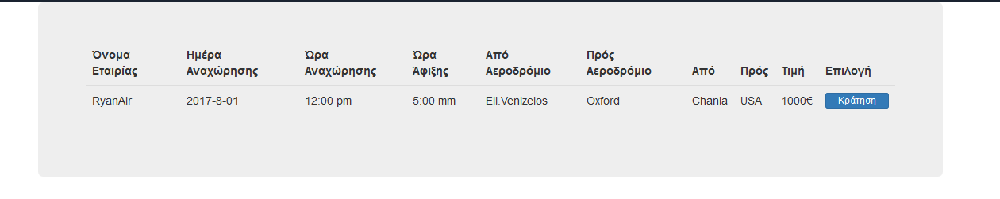 Όνομα Ημέρα Ώρα Ώρα Από Πρός
Εταιρίας Αναχώρησης Αναχώρησης Άφιξης Αεροδρόμιο Αεροδρόμιο Από Πρός Τιμή Επιλογή
RyanAir 2017-8-01 12:00 pm 5:00 mm Ell.Venizelos Oxford Chania USA 1000€ Κράτηση